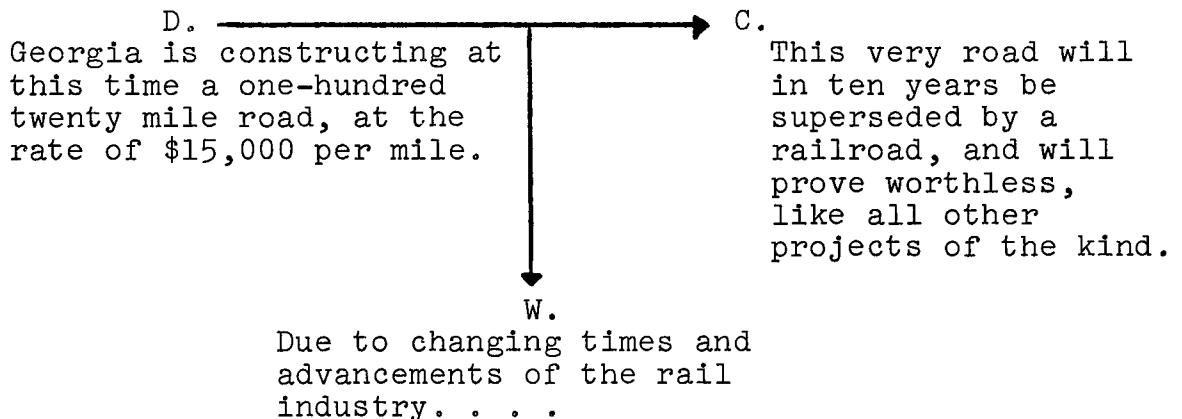 D.
C.
Georgia is constructing at
this time a one-hundred
twenty mile road, at the
rate of $15,000 per mile.
This very road will
in ten years be
superseded by a
railroad, and will
prove worthless,
like all other
projects of the kind.
W.
Due to changing times and
advancements of the rail
industry. . . .